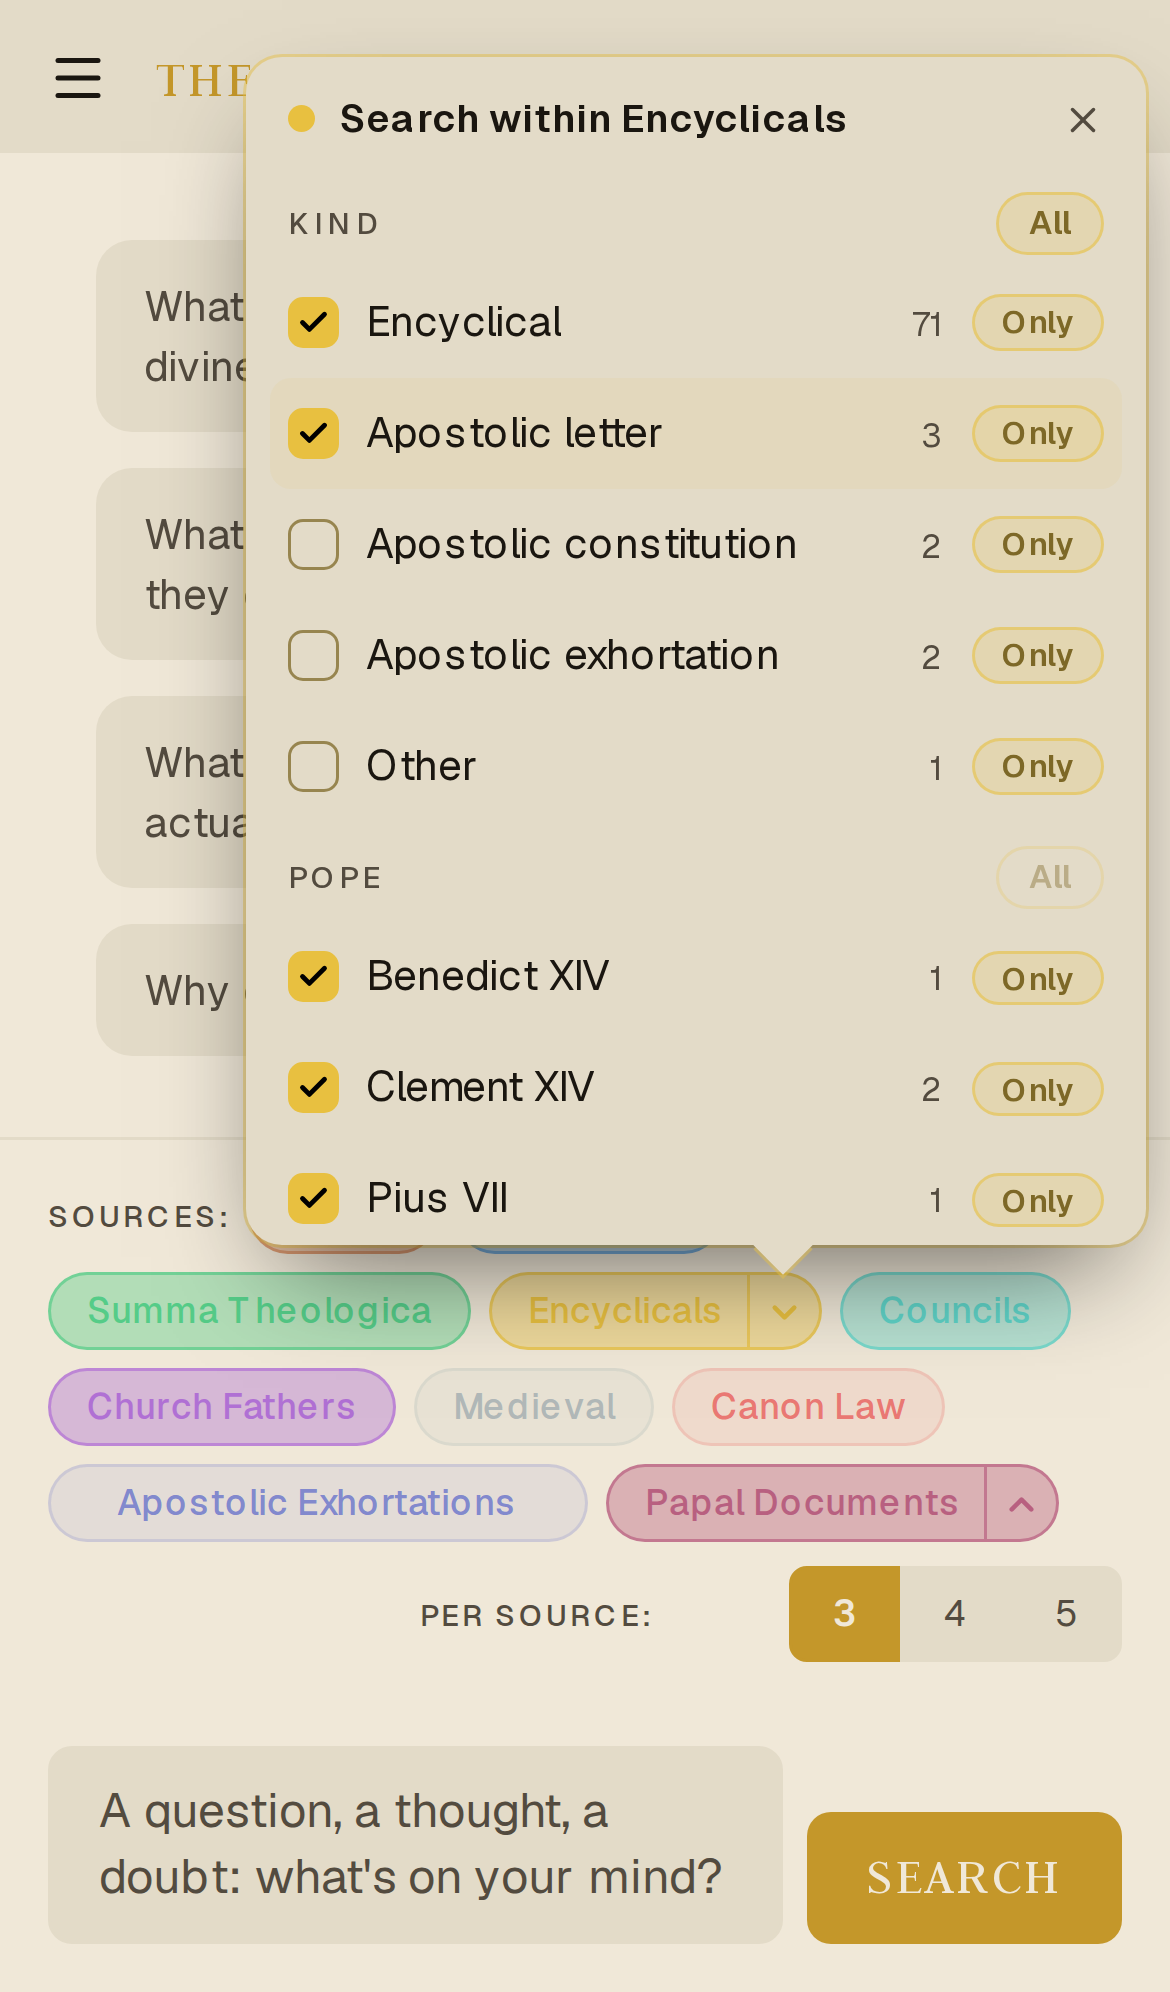 THE
Search within Encyclicals
KIND
All
Encyclical 71 Only
Apostolic letter 3 Only
Apostolic constitution 2 Only
Apostolic exhortation 2 Only
Other 1 Only
POPE
All
Benedict XIV 1 Only
Clement XIV 2 Only
Pius VII 1 Only
What
divine
What
they
What
actua
Why
SOURCES:
Summa Theologica Encyclicals Councils
Church Fathers Medieval Canon Law
Apostolic Exhortations Papal Documents
PER SOURCE: 3 4 5
A question, a thought, a
doubt: what's on your mind?
SEARCH